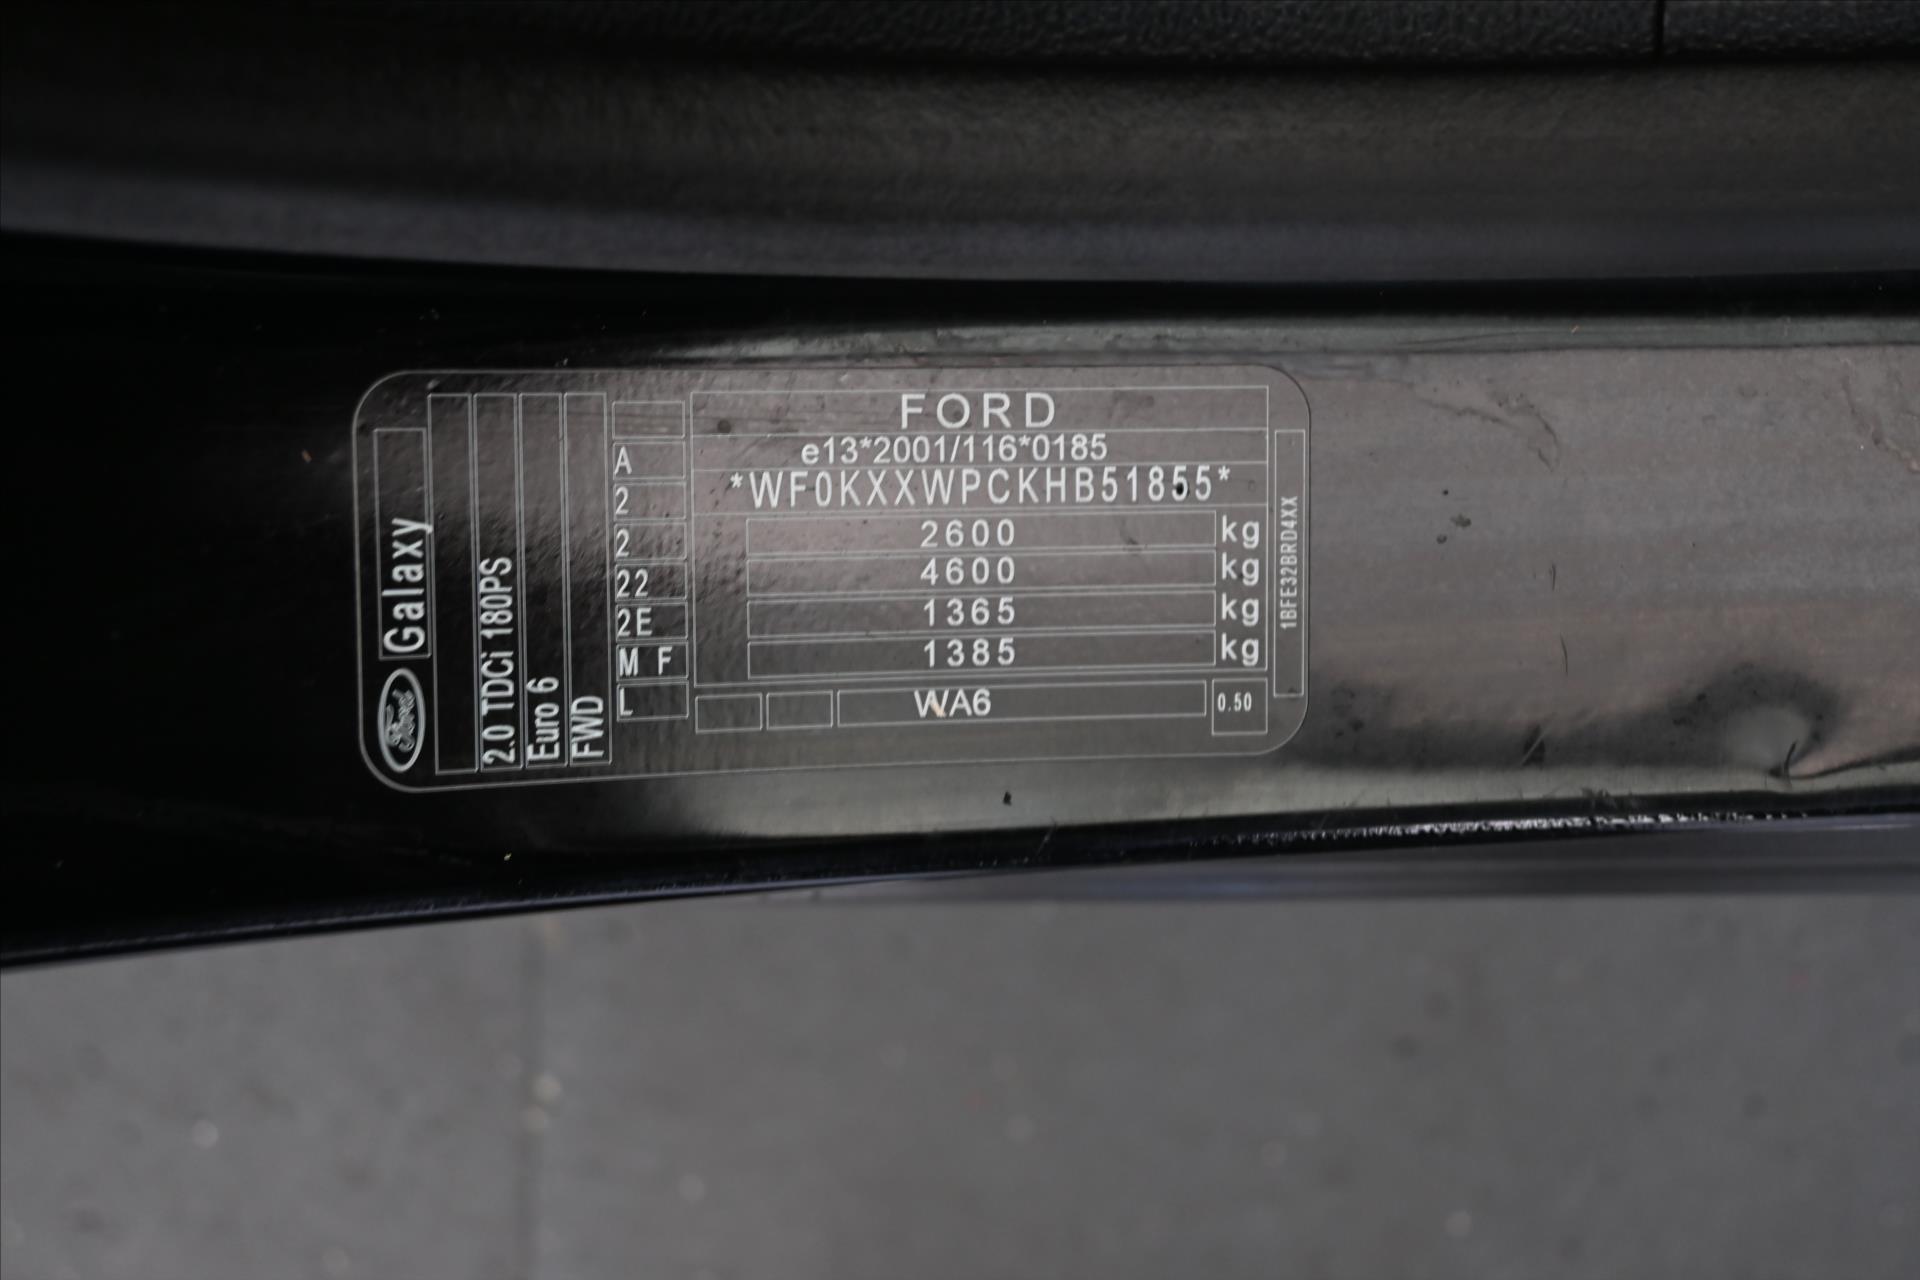 FORD
e13*2001/116*0185
*WF0KXXWPCKHB51855*
2600 kg
4600 kg
1365 kg
1385 kg
WA6
0.50
1BFE32BRD4XX
A
2
2
22
2E
M F
L
Ford
Galaxy
2.0 TDCi 180PS
Euro 6
FWD